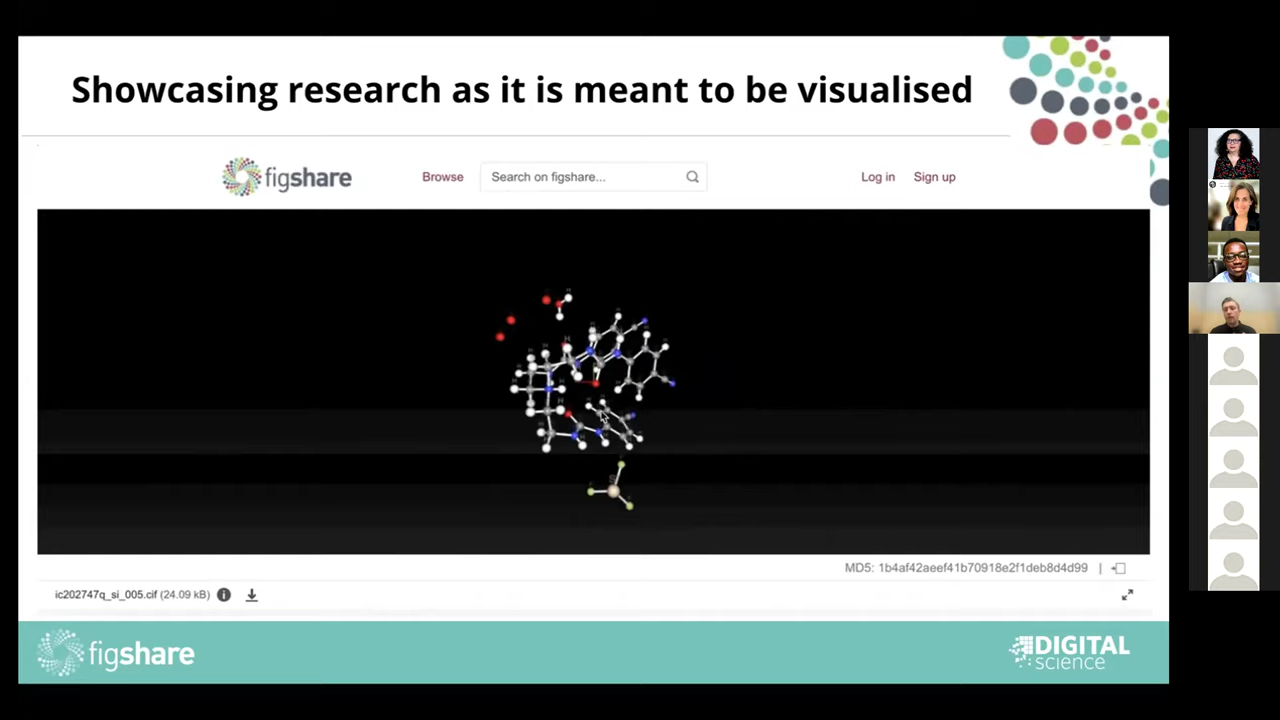 Showcasing research as it is meant to be visualised
figshare
Browse
Search on figshare...
Log in
Sign up
MD5: 1b4af42aeef41b70918e2f1deb8d4d99 |
ic202747q_si_005.cif (24.09 kB)
figshare
DIGITAL
science